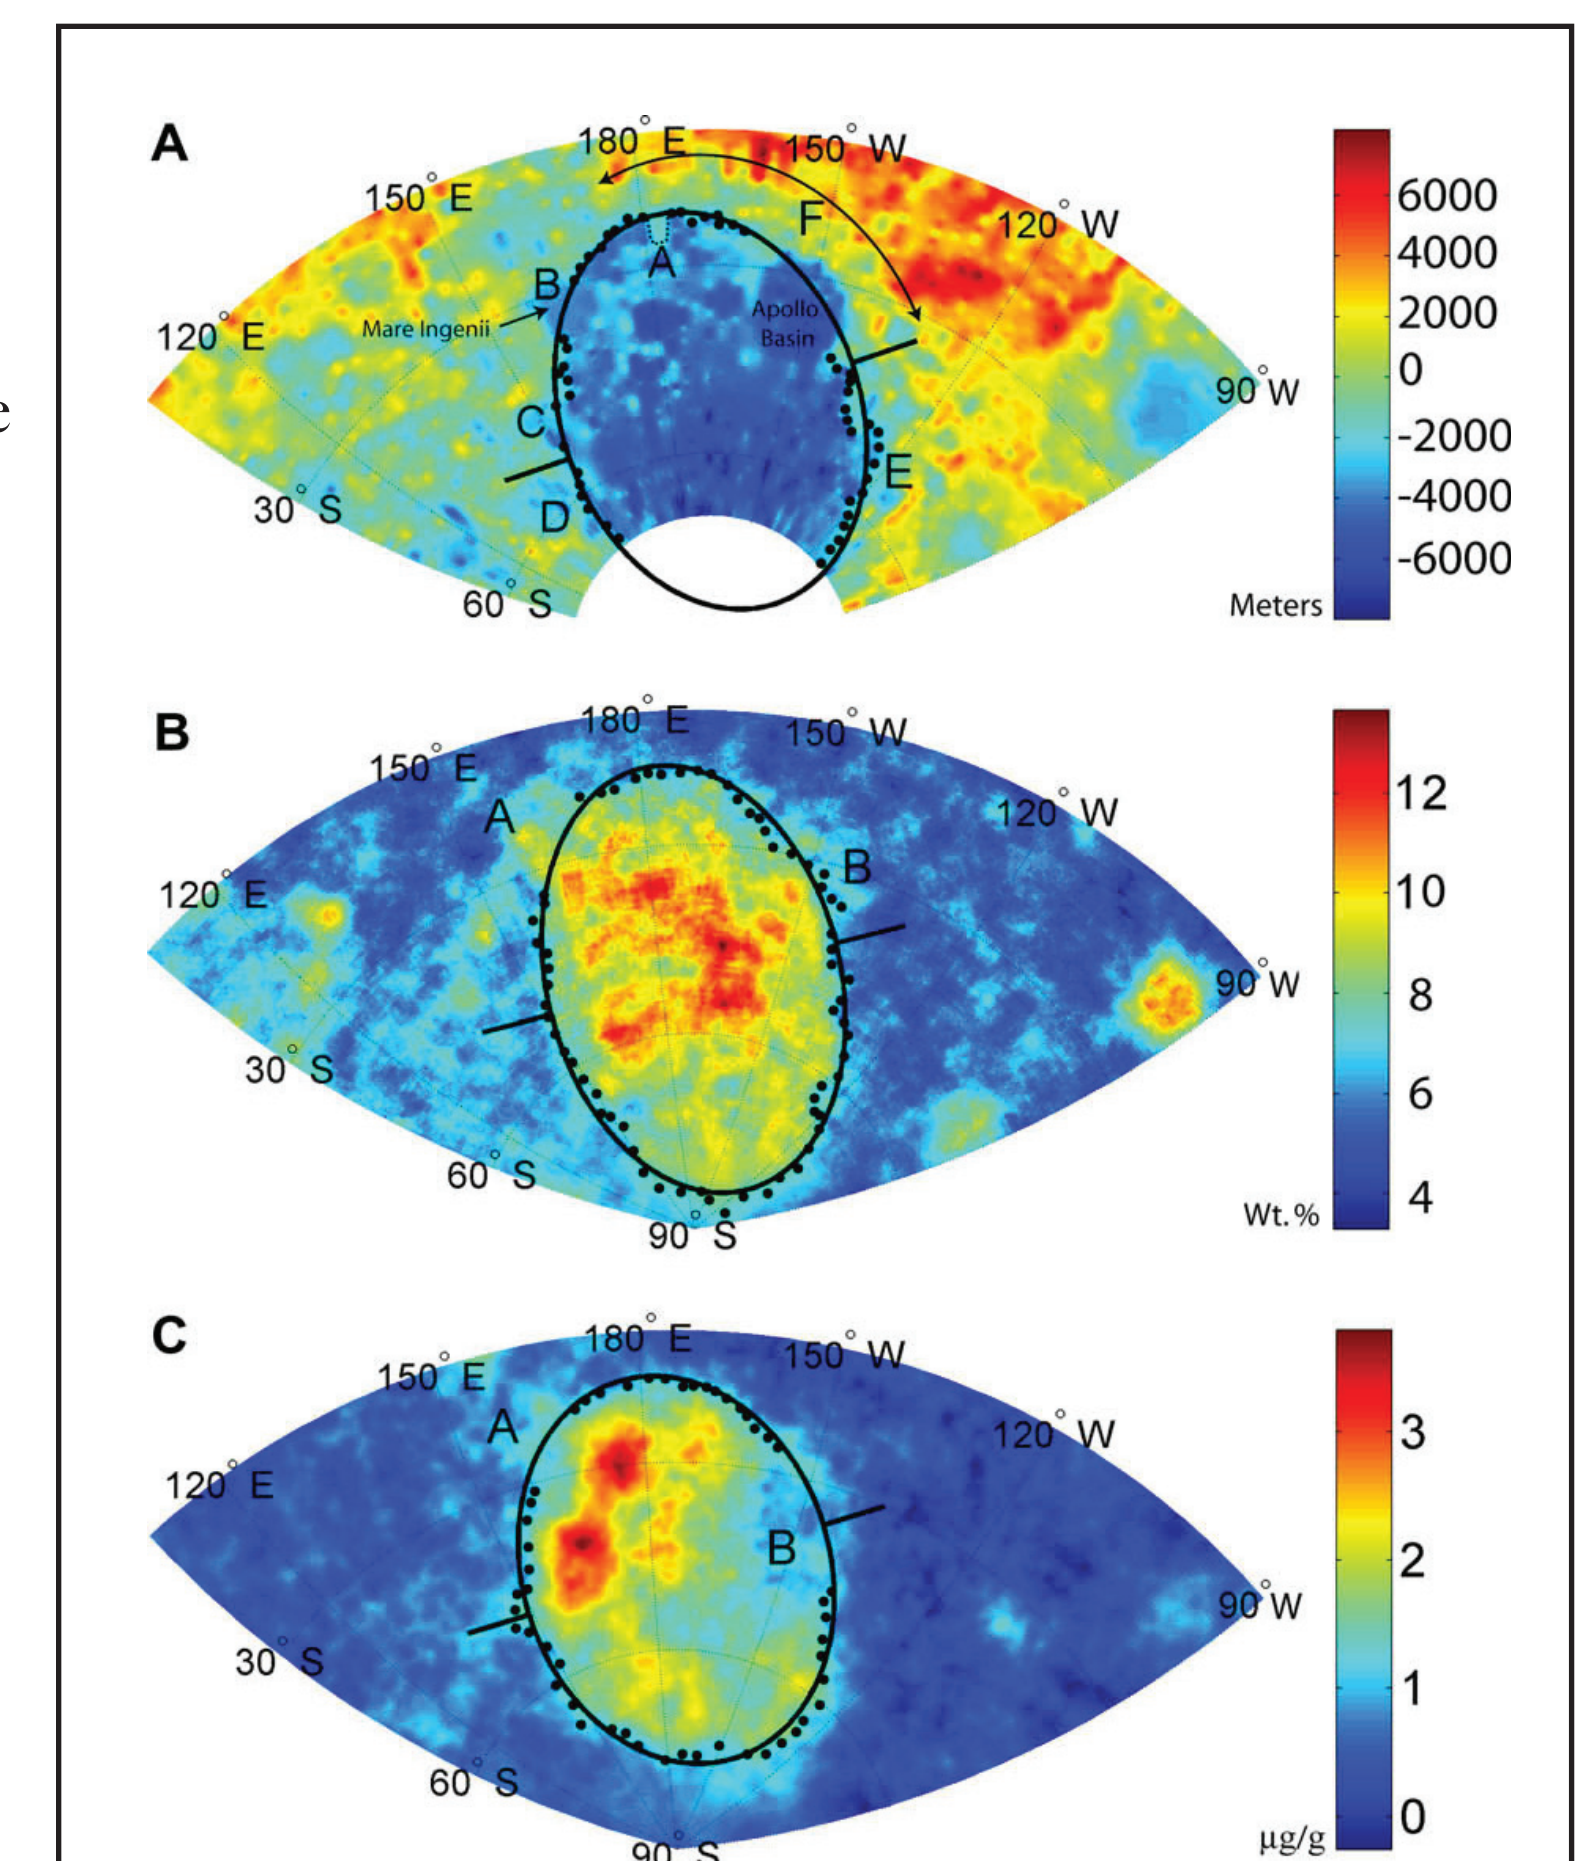 e
A
180° E
150° W
150° E
120° W
F
A
B
Apollo
Basin
Mare Ingenii
120° E
90° W
C
E
D
30° S
60° S
6000
4000
2000
0
-2000
-4000
-6000
Meters
B
180° E
150° W
150° E
120° W
A
B
120° E
90° W
30° S
60° S
90° S
12
10
8
6
4
Wt.%
C
180° E
150° W
150° E
120° W
A
120° E
B
90° W
30° S
60° S
90° S
3
2
1
0
µg/g